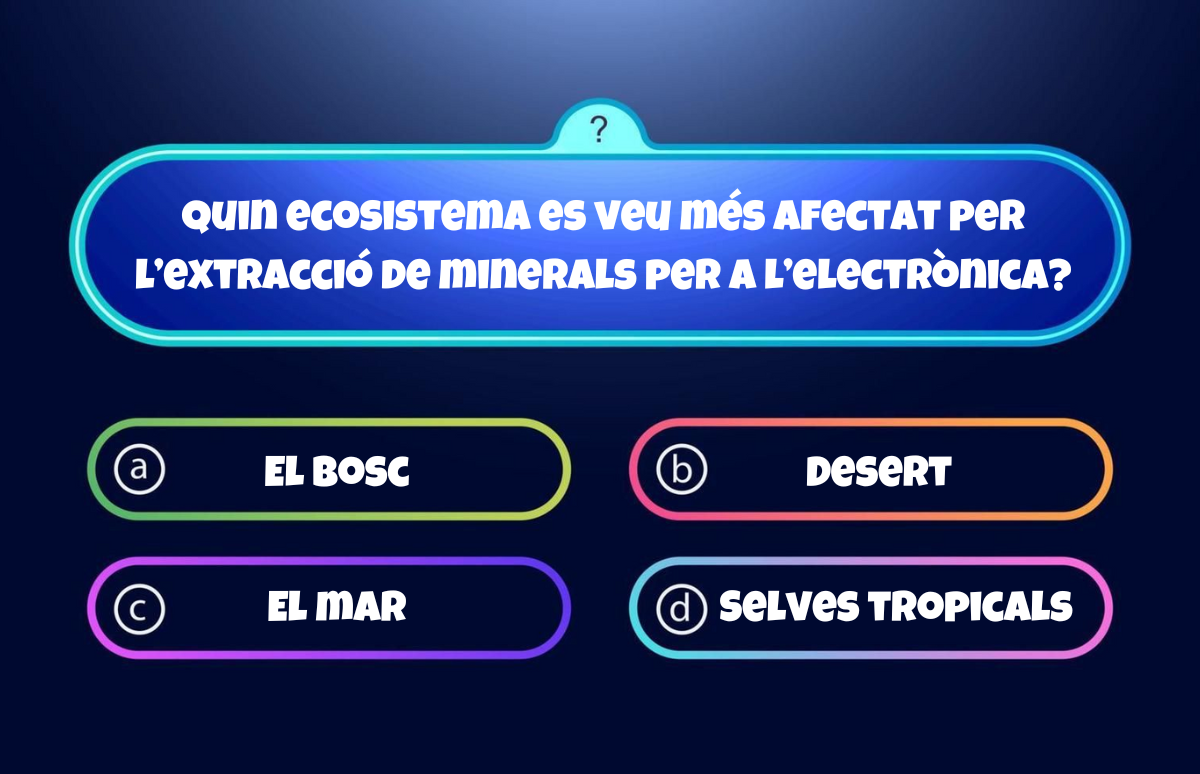 ?
Quin ecosistema es veu més afectat per
l'extracció de minerals per a l'electrònica?
a El bosc
b Desert
c El mar
d Selves tropicals